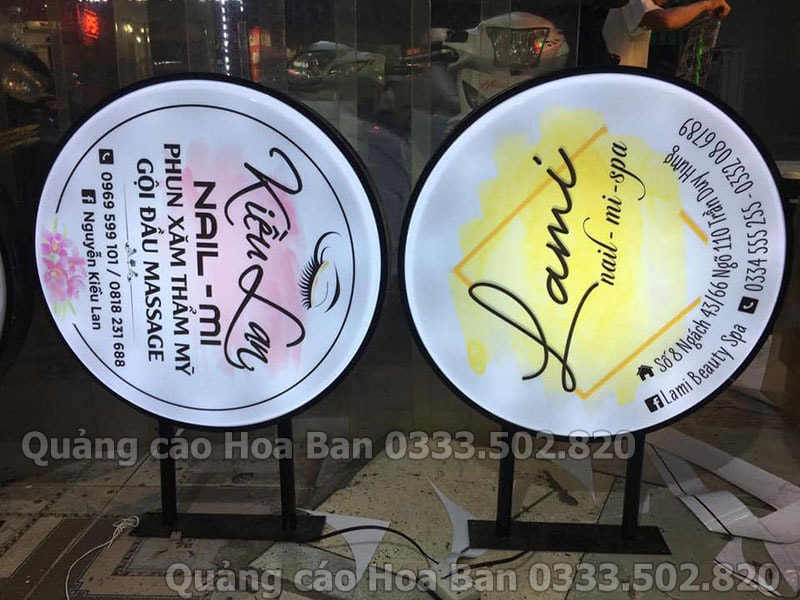 Kiều Lan
NAIL - MI
PHUN XĂM THẨM MỸ
GỘI ĐẦU MASSAGE
0969 599 101 / 0818 231 688
Nguyễn Kiều Lan
Lami
nail - mi - spa
Số 8 Ngách 43/66 Ngõ 110 Trần Duy Hưng
Lami Beauty Spa 0334 555 255 - 0332 08 6789
Quảng cáo Hoa Ban 0333.502.820
Quảng cáo Hoa Ban 0333.502.820